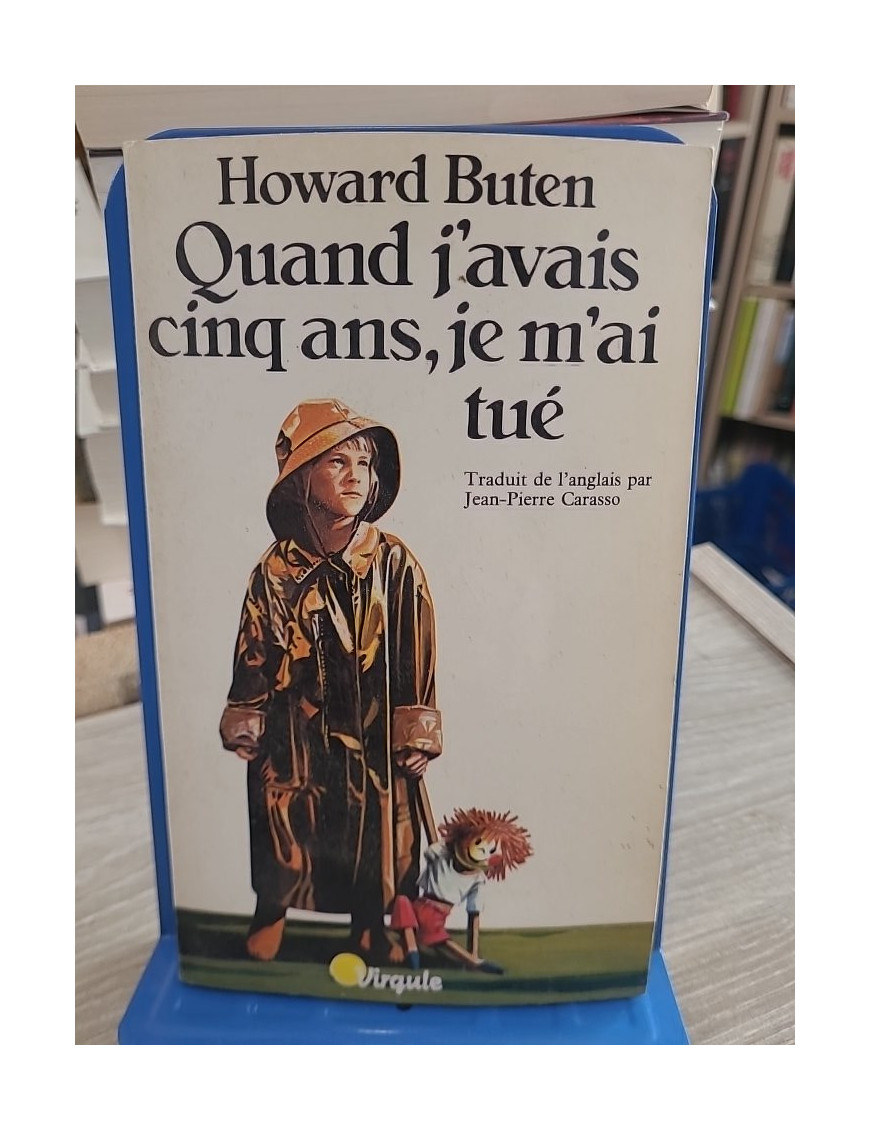 Howard Buten
Quand j'avais
cinq ans, je m'ai
tué
Traduit de l'anglais par
Jean-Pierre Carasso
Virgule